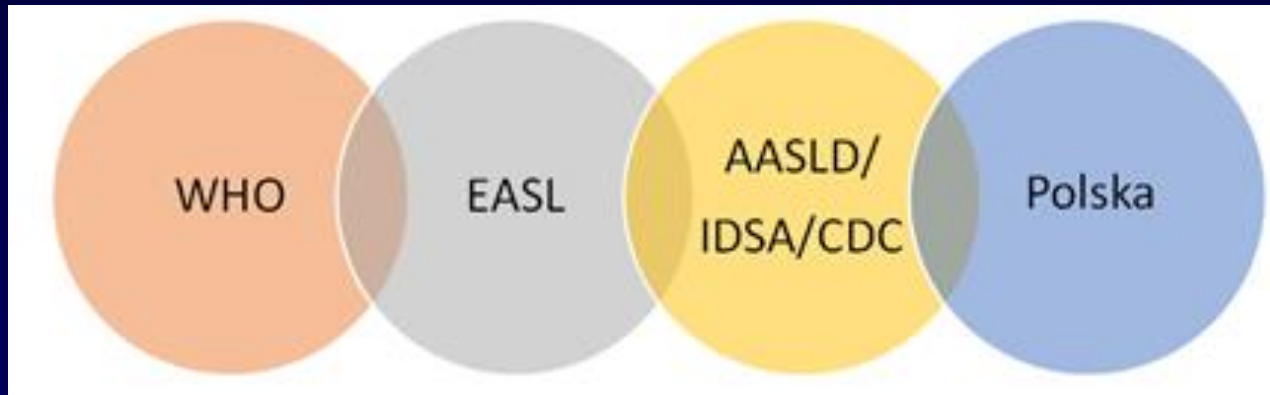 WHO
EASL
AASLD/
IDSA/CDC
Polska